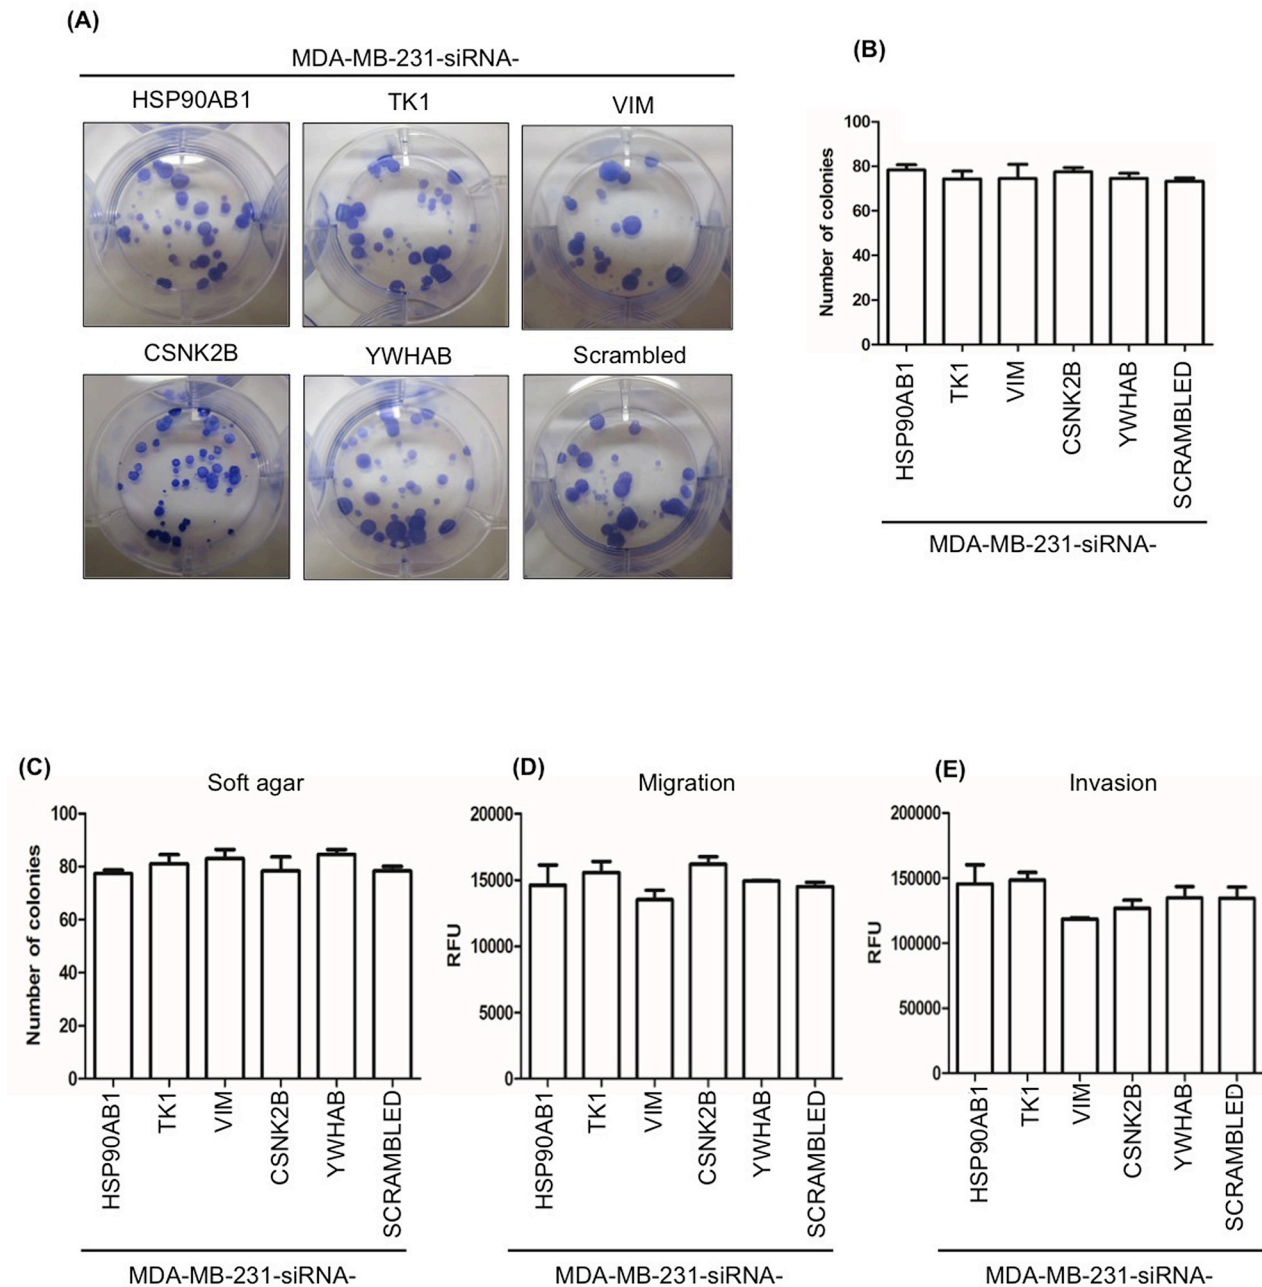 (A)
MDA-MB-231-siRNA-
HSP90AB1
TK1
VIM
CSNK2B
YWHAB
Scrambled
(B)
Number of colonies
100
80
60
40
20
0
HSP90AB1
TK1
VIM
CSNK2B
YWHAB
SCRAMBLED
MDA-MB-231-siRNA-
(C)
Soft agar
Number of colonies
100
80
60
40
20
0
HSP90AB1
TK1
VIM
CSNK2B
YWHAB
SCRAMBLED
MDA-MB-231-siRNA-
(D)
Migration
RFU
20000
15000
10000
5000
0
HSP90AB1
TK1
VIM
CSNK2B
YWHAB
SCRAMBLED
MDA-MB-231-siRNA-
(E)
Invasion
RFU
200000
150000
100000
50000
0
HSP90AB1
TK1
VIM
CSNK2B
YWHAB
SCRAMBLED
MDA-MB-231-siRNA-